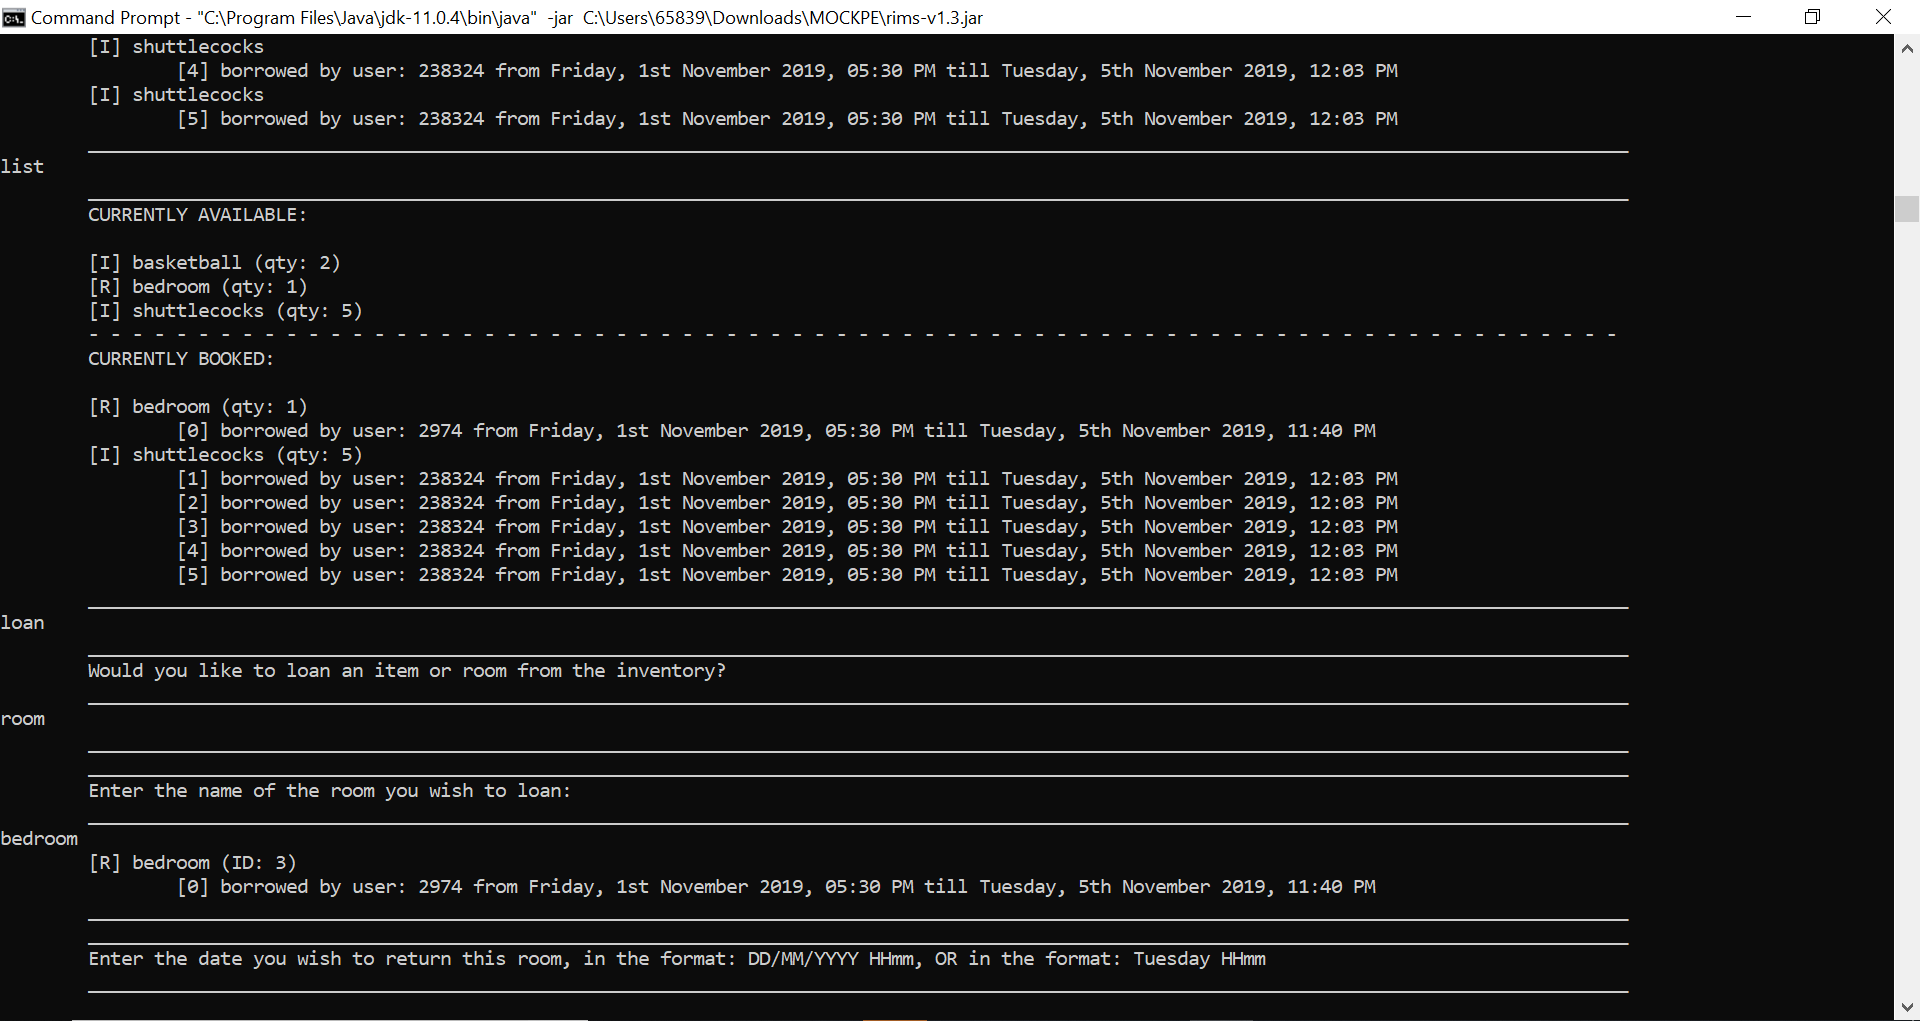 Command Prompt - "C:\Program Files\Java\jdk-11.0.4\bin\java"  -jar  C:\Users\65839\Downloads\MOCKPE\rims-v1.3.jar
[I] shuttlecocks
[4] borrowed by user: 238324 from Friday, 1st November 2019, 05:30 PM till Tuesday, 5th November 2019, 12:03 PM
[I] shuttlecocks
[5] borrowed by user: 238324 from Friday, 1st November 2019, 05:30 PM till Tuesday, 5th November 2019, 12:03 PM
list
CURRENTLY AVAILABLE:
[I] basketball (qty: 2)
[R] bedroom (qty: 1)
[I] shuttlecocks (qty: 5)
CURRENTLY BOOKED:
[R] bedroom (qty: 1)
[0] borrowed by user: 2974 from Friday, 1st November 2019, 05:30 PM till Tuesday, 5th November 2019, 11:40 PM
[I] shuttlecocks (qty: 5)
[1] borrowed by user: 238324 from Friday, 1st November 2019, 05:30 PM till Tuesday, 5th November 2019, 12:03 PM
[2] borrowed by user: 238324 from Friday, 1st November 2019, 05:30 PM till Tuesday, 5th November 2019, 12:03 PM
[3] borrowed by user: 238324 from Friday, 1st November 2019, 05:30 PM till Tuesday, 5th November 2019, 12:03 PM
[4] borrowed by user: 238324 from Friday, 1st November 2019, 05:30 PM till Tuesday, 5th November 2019, 12:03 PM
[5] borrowed by user: 238324 from Friday, 1st November 2019, 05:30 PM till Tuesday, 5th November 2019, 12:03 PM
loan
Would you like to loan an item or room from the inventory?
room
Enter the name of the room you wish to loan:
bedroom
[R] bedroom (ID: 3)
[0] borrowed by user: 2974 from Friday, 1st November 2019, 05:30 PM till Tuesday, 5th November 2019, 11:40 PM
Enter the date you wish to return this room, in the format: DD/MM/YYYY HHmm, OR in the format: Tuesday HHmm